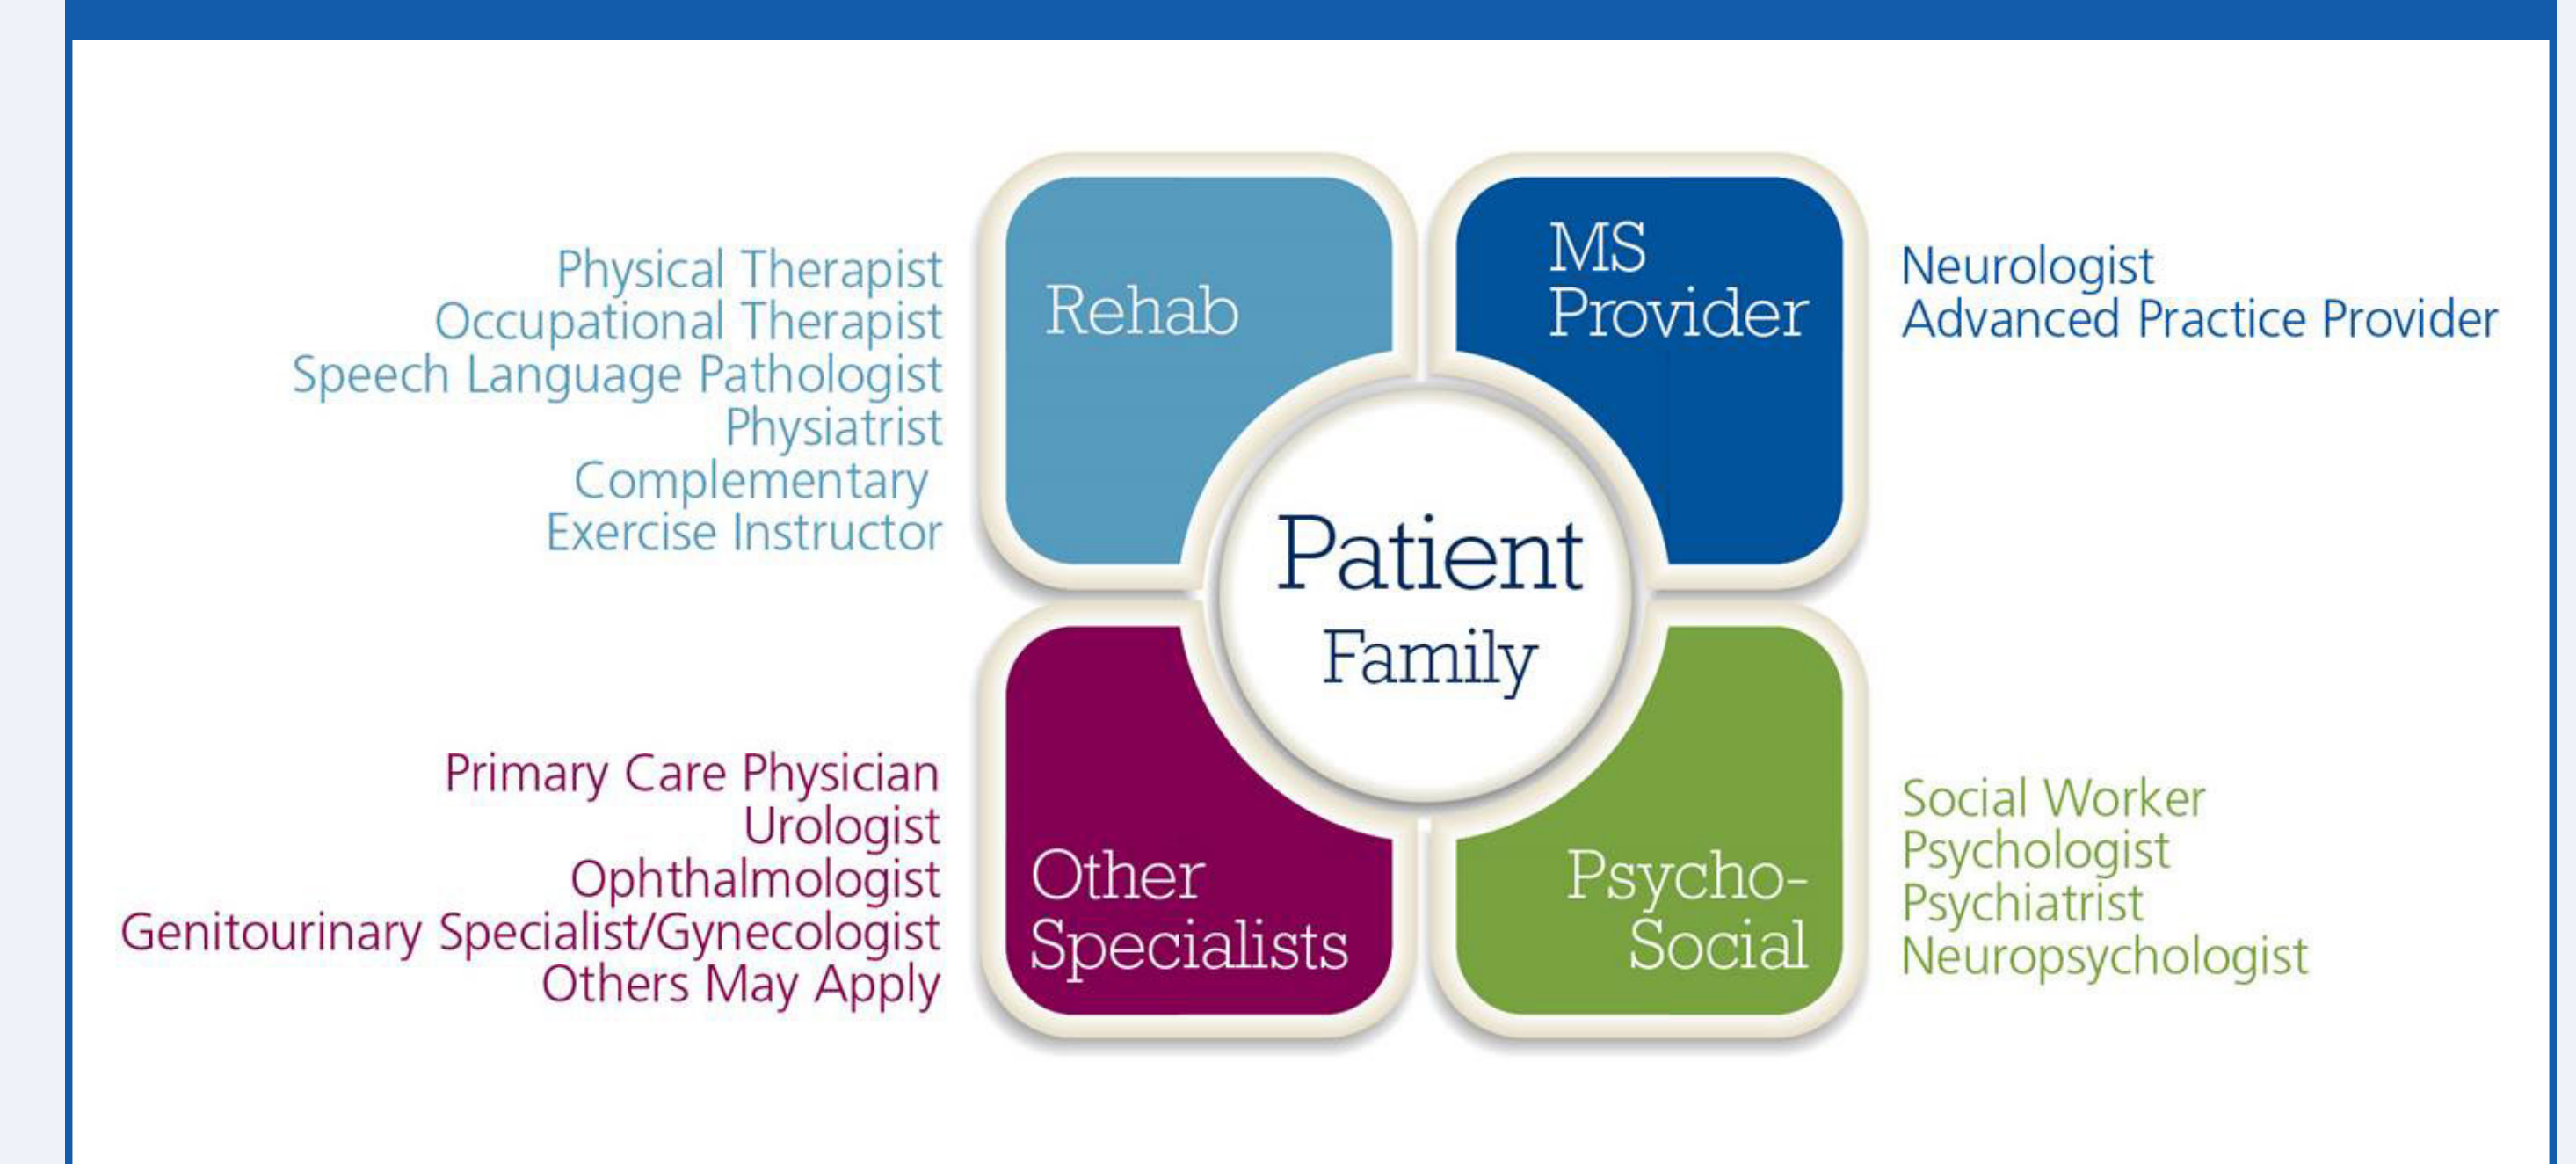 Physical Therapist
Occupational Therapist
Speech Language Pathologist
Physiatrist
Complementary
Exercise Instructor
Rehab
MS
Provider
Neurologist
Advanced Practice Provider
Patient
Family
Primary Care Physician
Urologist
Ophthalmologist
Genitourinary Specialist/Gynecologist
Others May Apply
Other
Specialists
Psycho-
Social
Social Worker
Psychologist
Psychiatrist
Neuropsychologist